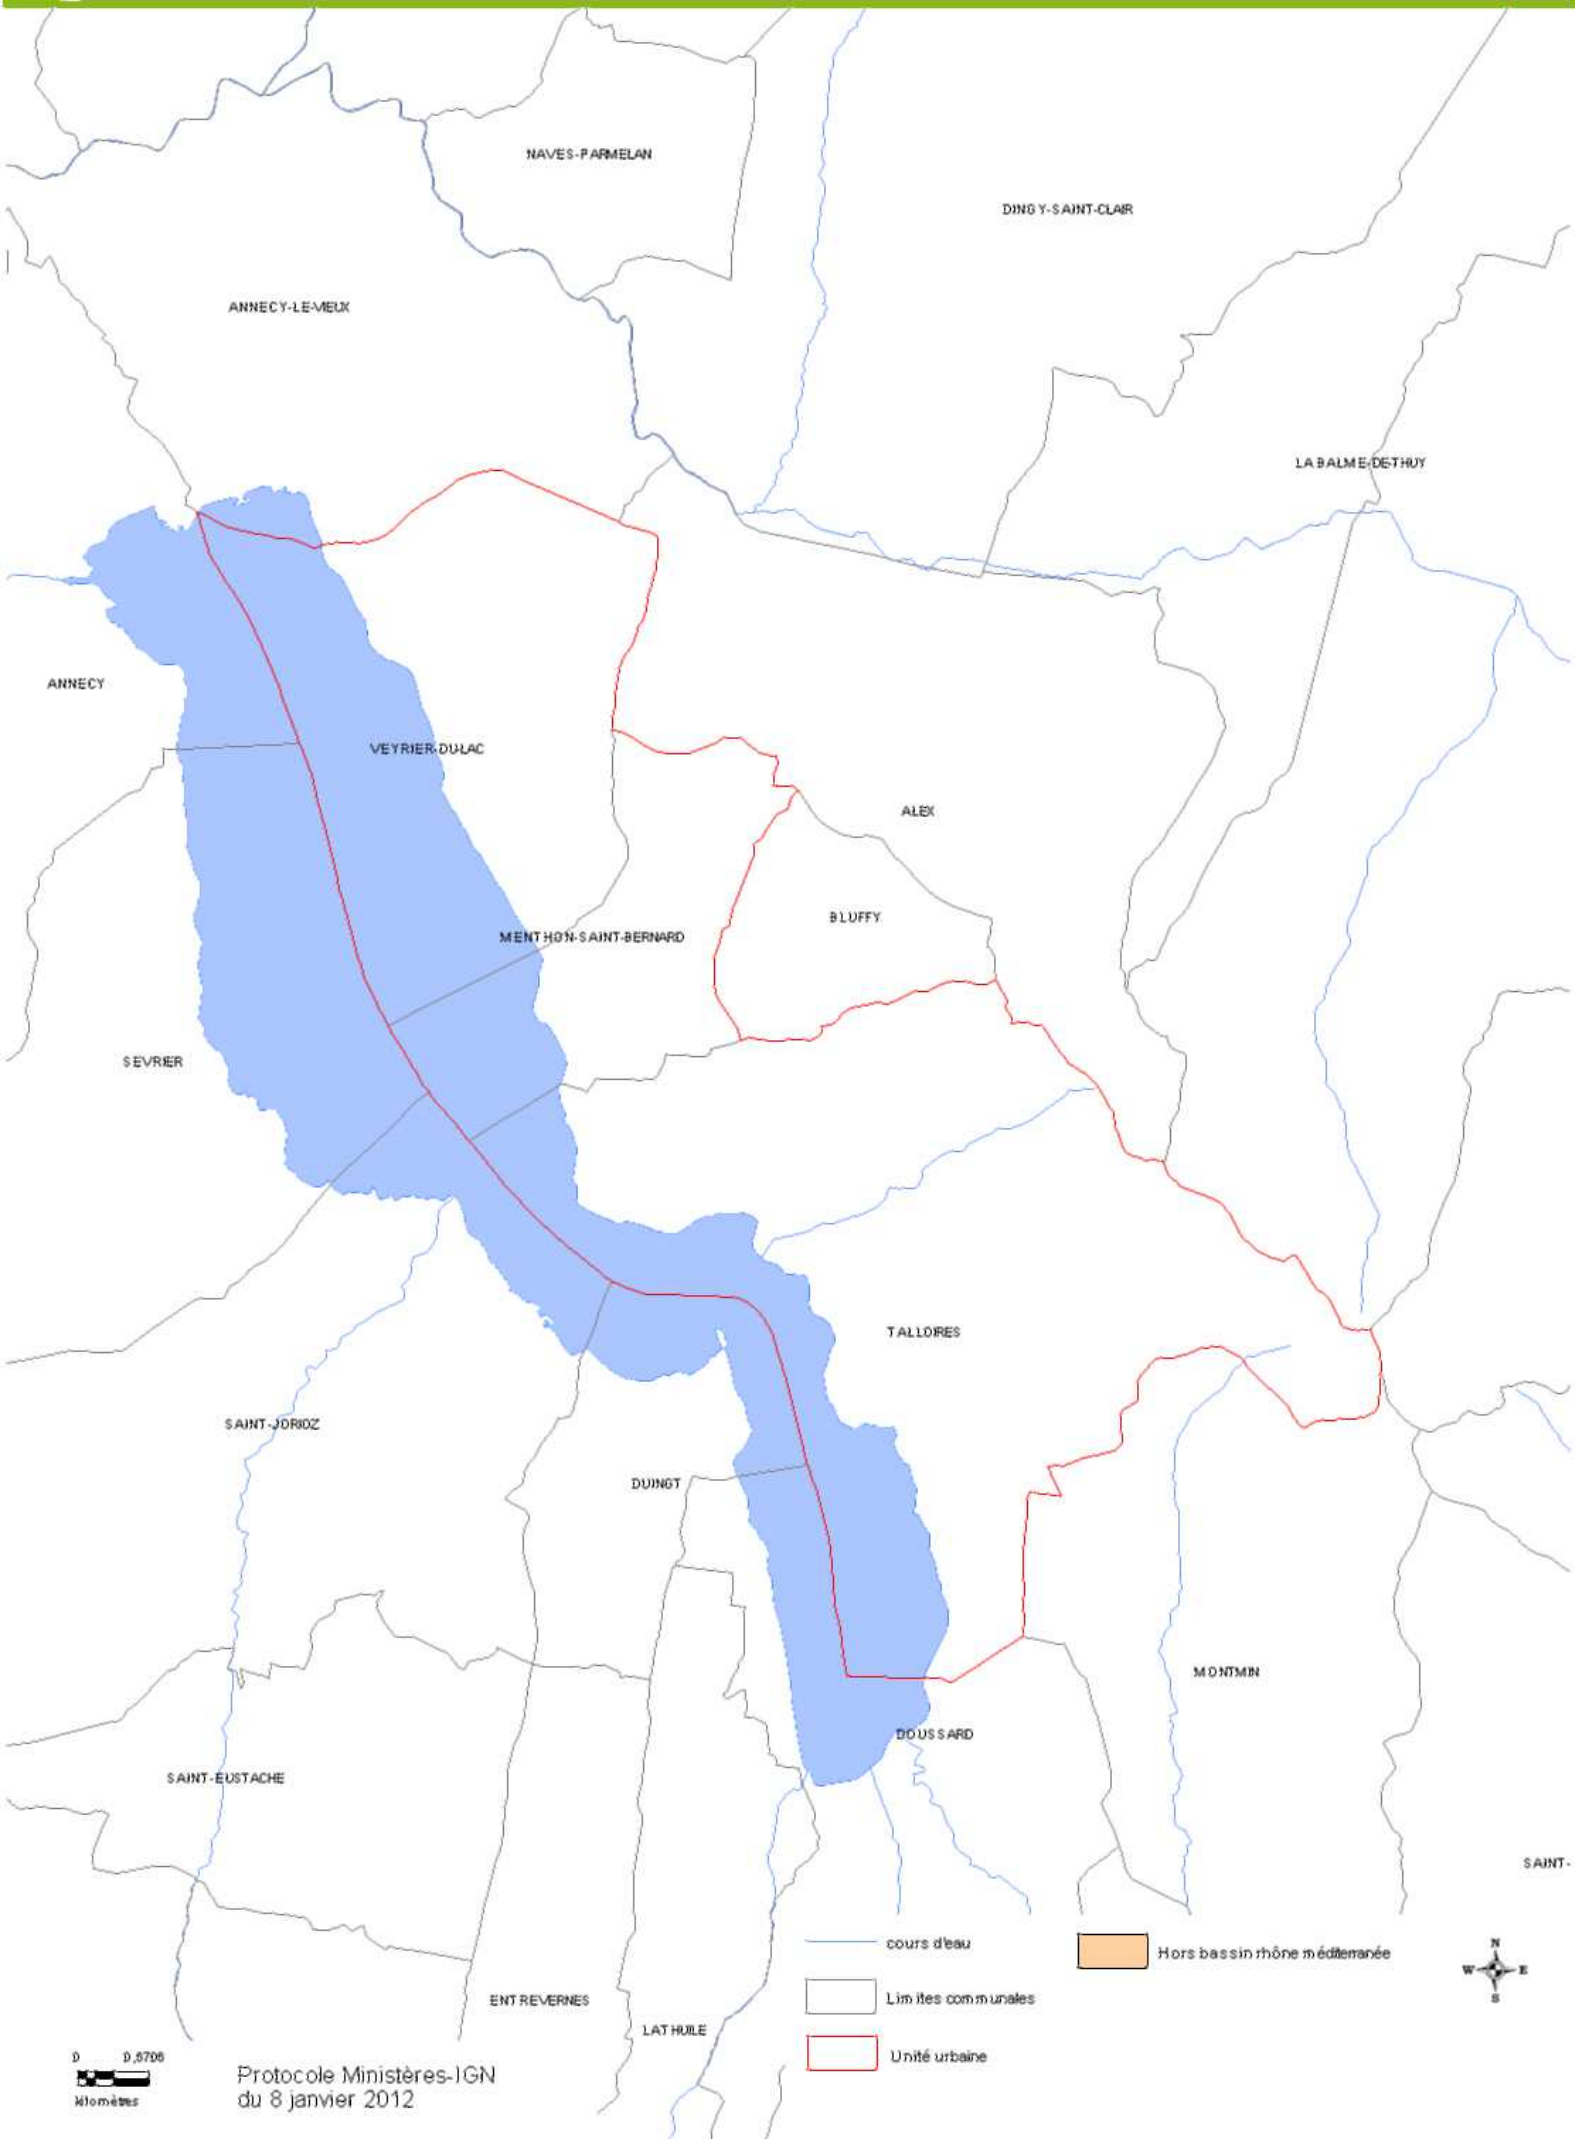 NAVES-PARMELAN
DINGY-SAINT-CLAIR
ANNECY-LE-VIEUX
LA BALME-DE-THUY
ANNECY
VEYRIER-DU-LAC
ALEX
BLUFFY
MENTHON-SAINT-BERNARD
SEVRIER
TALLOIRES
SAINT-JORIOZ
DUINGT
MONTMIN
DOUSSARD
SAINT-EUSTACHE
SAINT-
cours d'eau
Hors bassin rhône méditerranée
N
W E
S
Limites communales
ENTREVERNES
LATHUILE
Unité urbaine
0 0,5705
kilomètres
Protocole Ministères-IGN
du 8 janvier 2012